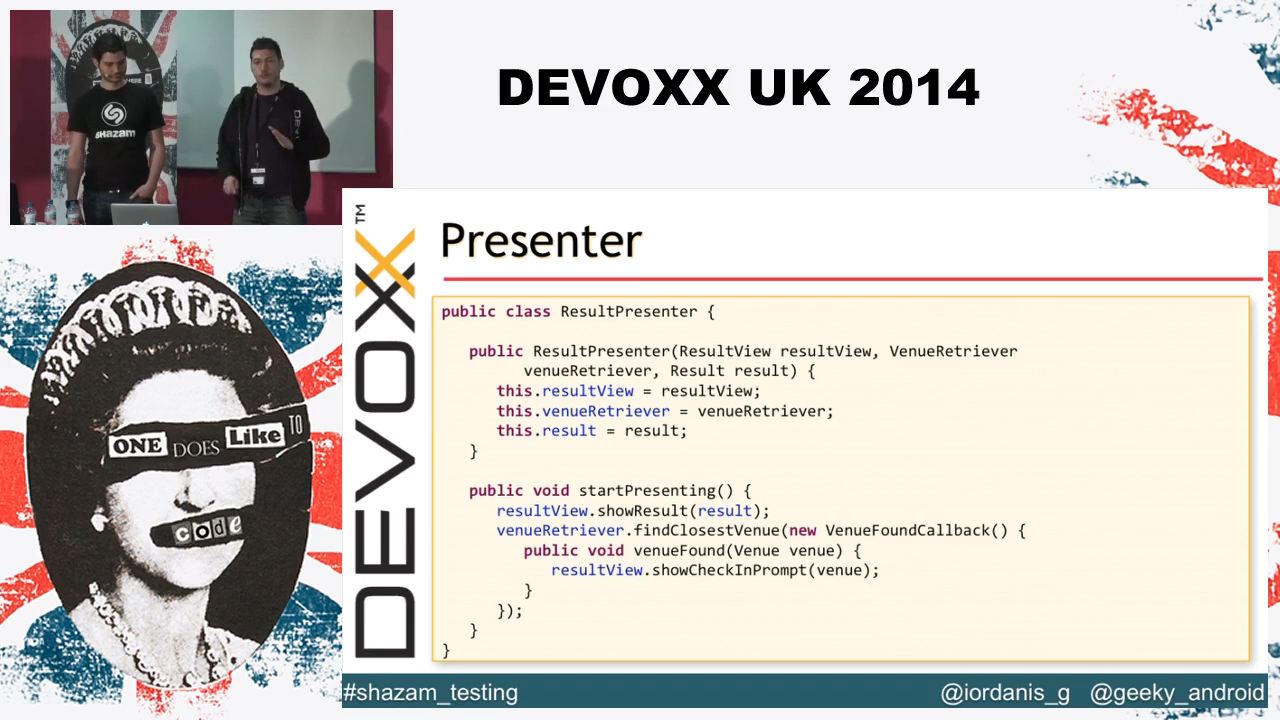 SHAZAM
DEVOXX UK 2014
DEVOXX™
Presenter
public class ResultPresenter {
public ResultPresenter(ResultView resultView, VenueRetriever
venueRetriever, Result result) {
this.resultView = resultView;
this.venueRetriever = venueRetriever;
this.result = result;
}
public void startPresenting() {
resultView.showResult(result);
venueRetriever.findClosestVenue(new VenueFoundCallback() {
public void venueFound(Venue venue) {
resultView.showCheckInPrompt(venue);
}
});
}
}
ONE DOES Like TO
code
#shazam_testing
@iordanis_g @geeky_android